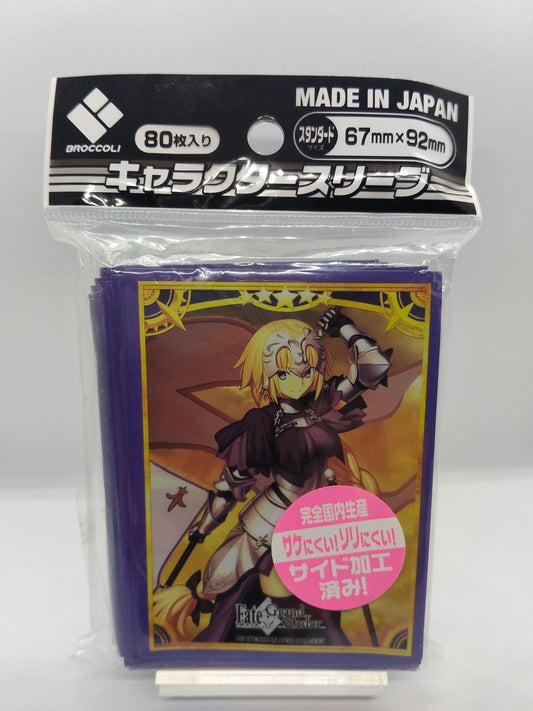 MADE IN JAPAN
BROCCOLI
80枚入り
スタンダード
サイズ
67mm×92mm
キャラクタースリーブ
完全国内生産
サケにくい!ソリにくい!
サイド加工
済み!
Fate
Grand
Order